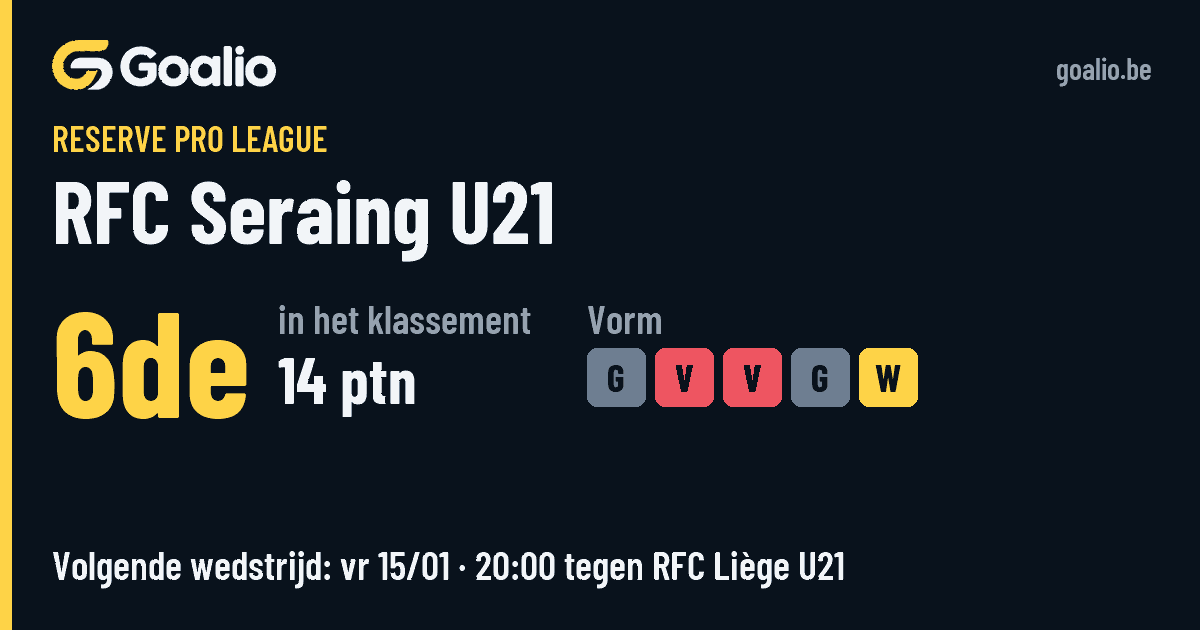 Goalio
goalio.be
RESERVE PRO LEAGUE
RFC Seraing U21
6de
in het klassement
14 ptn
Vorm
G V V G W
Volgende wedstrijd: vr 15/01 · 20:00 tegen RFC Liège U21